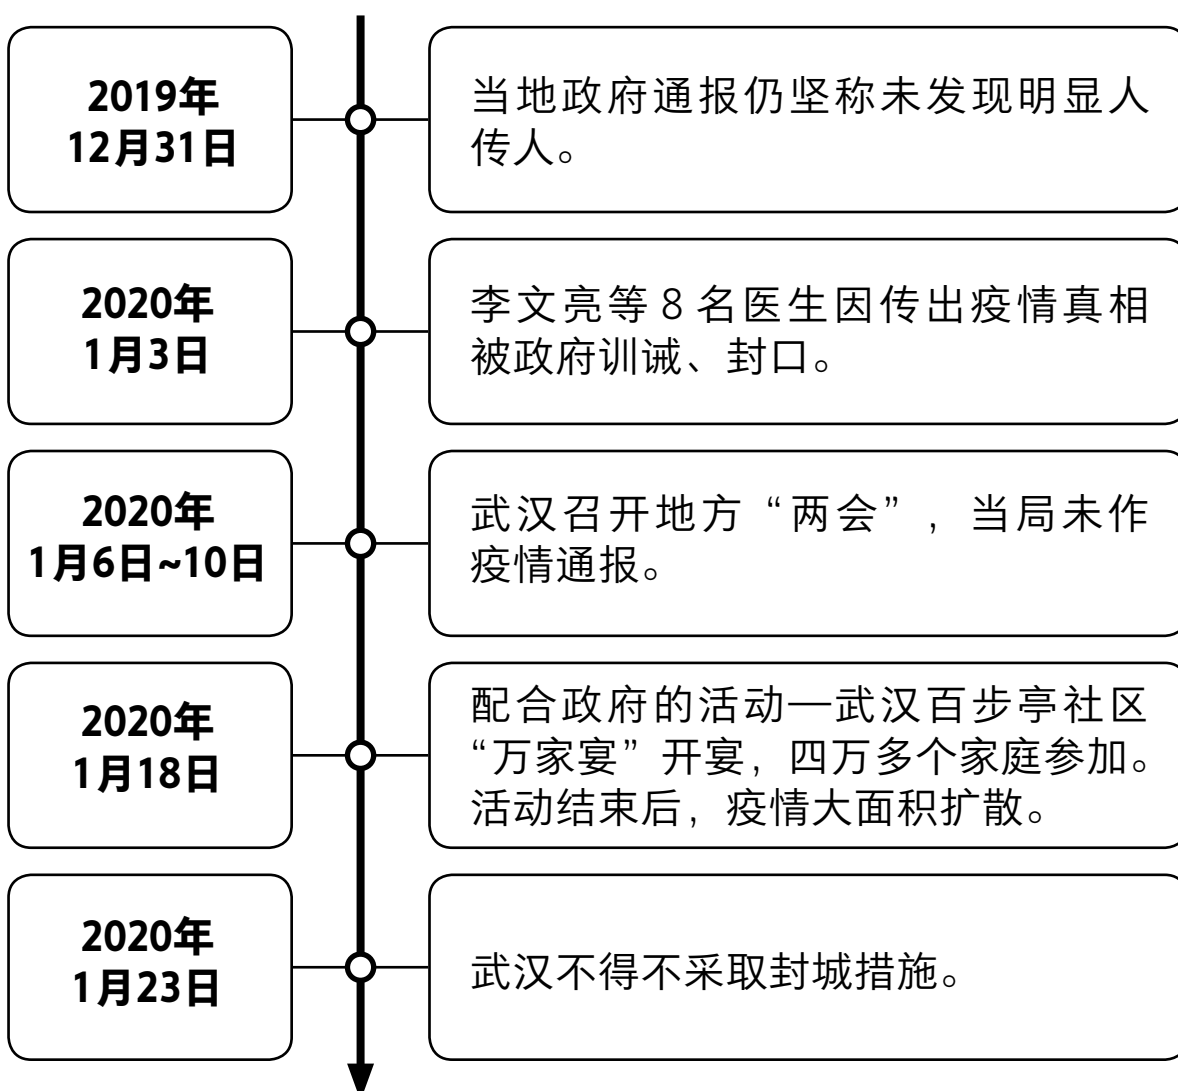 2019年
12月31日
当地政府通报仍坚称未发现明显人
传人。
2020年
1月3日
李文亮等8名医生因传出疫情真相
被政府训诫、封口。
2020年
1月6日~10日
武汉召开地方“两会”，当局未作
疫情通报。
2020年
1月18日
配合政府的活动—武汉百步亭社区
“万家宴”开宴，四万多个家庭参加。
活动结束后，疫情大面积扩散。
2020年
1月23日
武汉不得不采取封城措施。